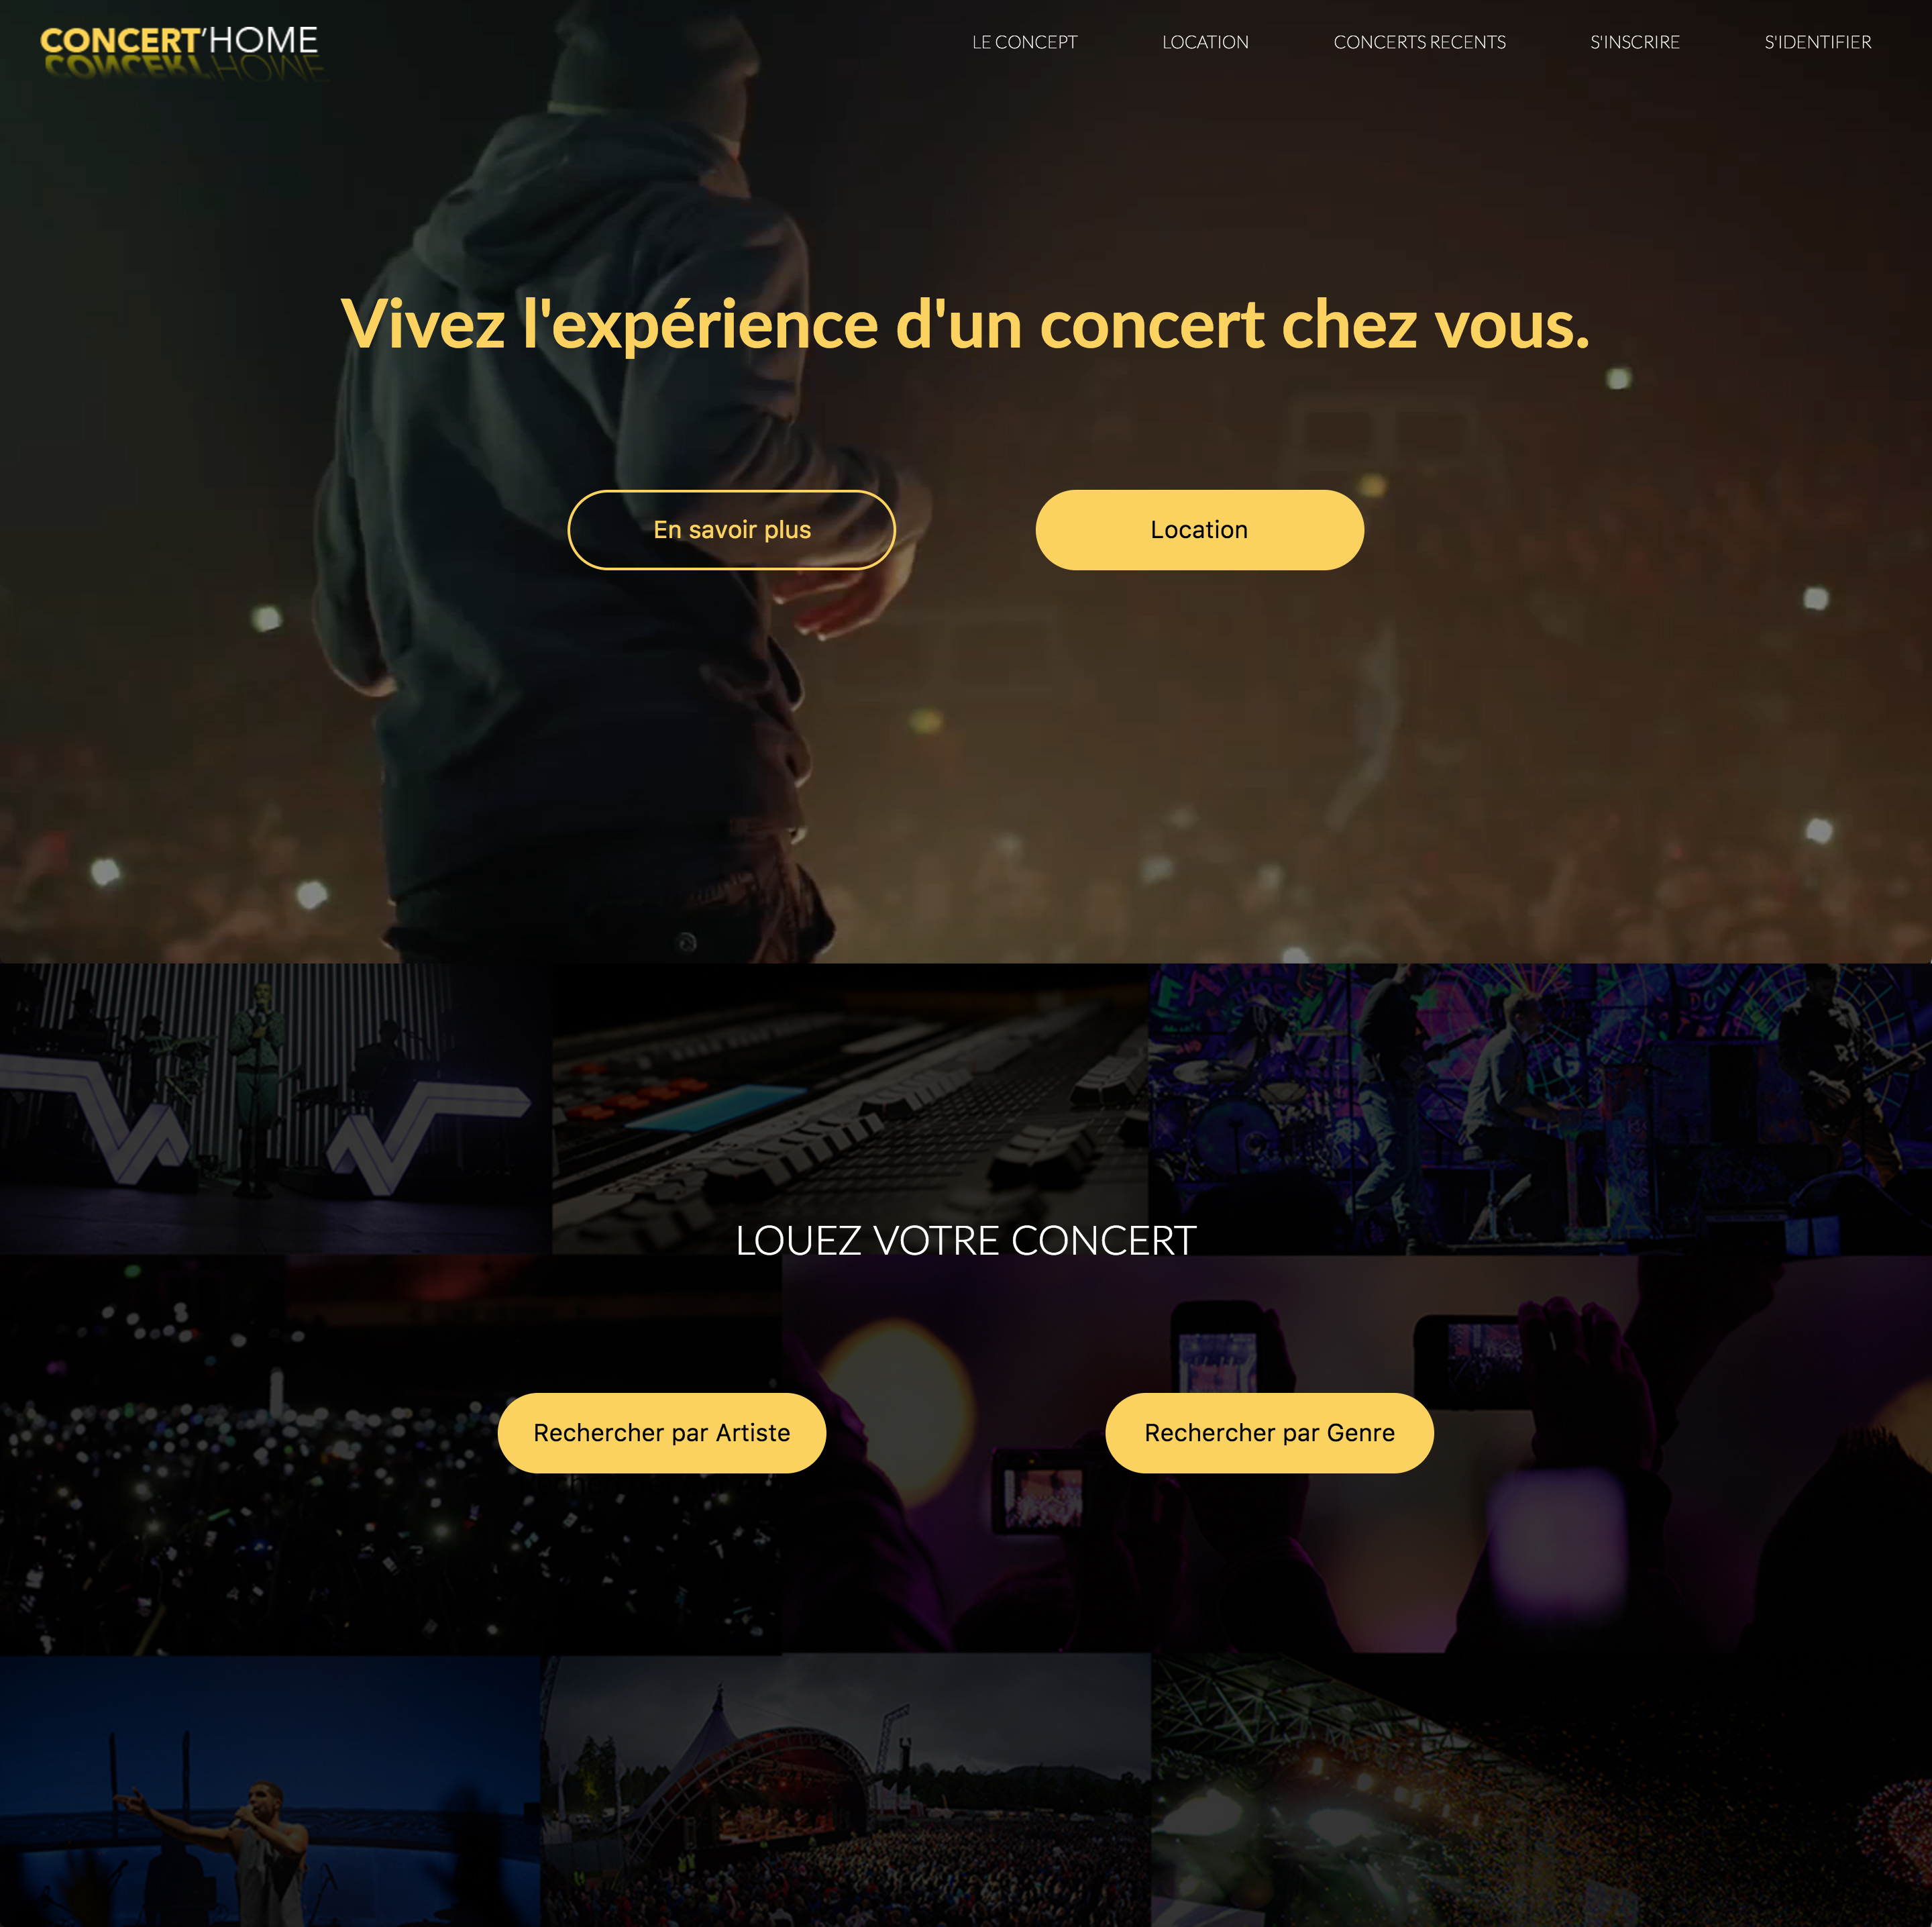 CONCERT'HOME
LE CONCEPT
LOCATION
CONCERTS RECENTS
S'INSCRIRE
S'IDENTIFIER
Vivez l'expérience d'un concert chez vous.
En savoir plus
Location
LOUEZ VOTRE CONCERT
Rechercher par Artiste
Rechercher par Genre